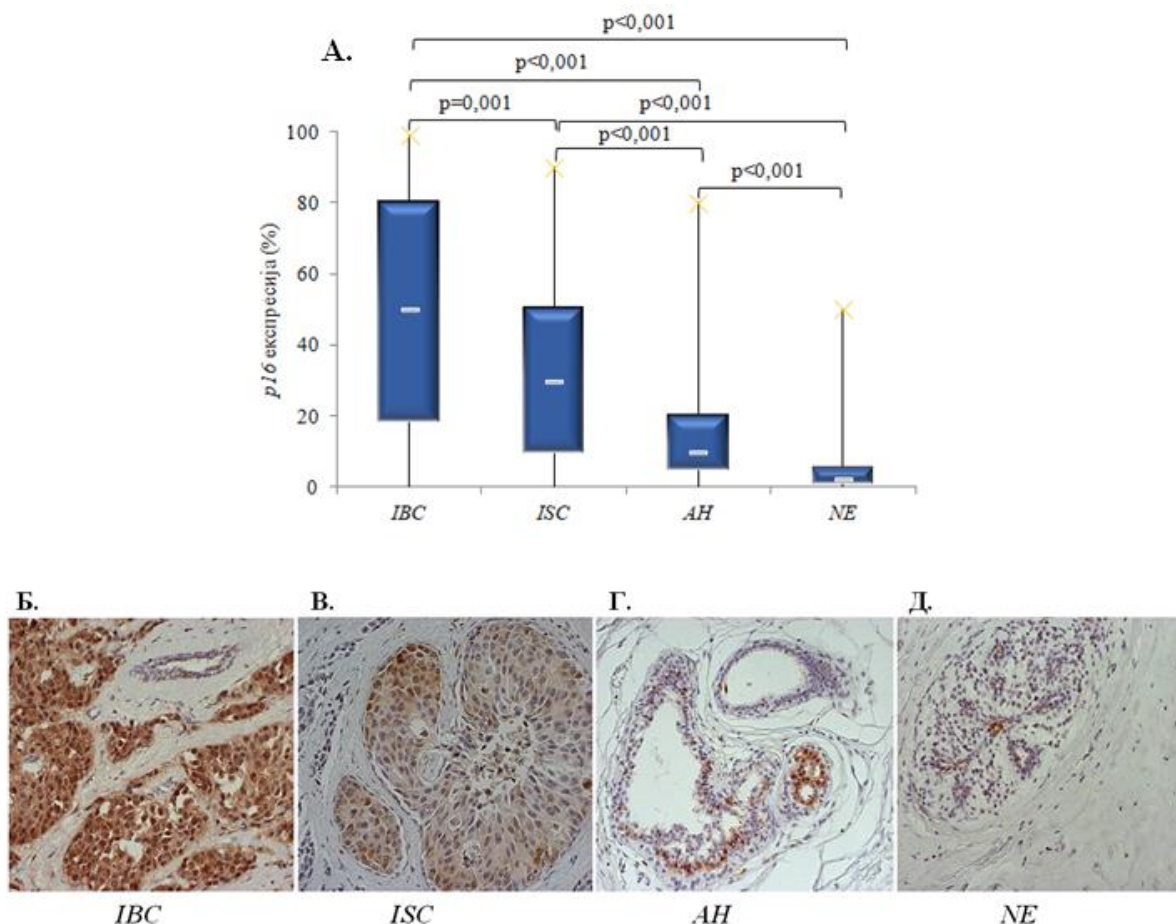 p<0,001
А.
p<0,001
p=0,001
p<0,001
p<0,001
p<0,001
100
80
60
40
20
0
p16 експресија (%)
IBC
ISC
AH
NE
Б.
В.
Г.
Д.
IBC
ISC
AH
NE